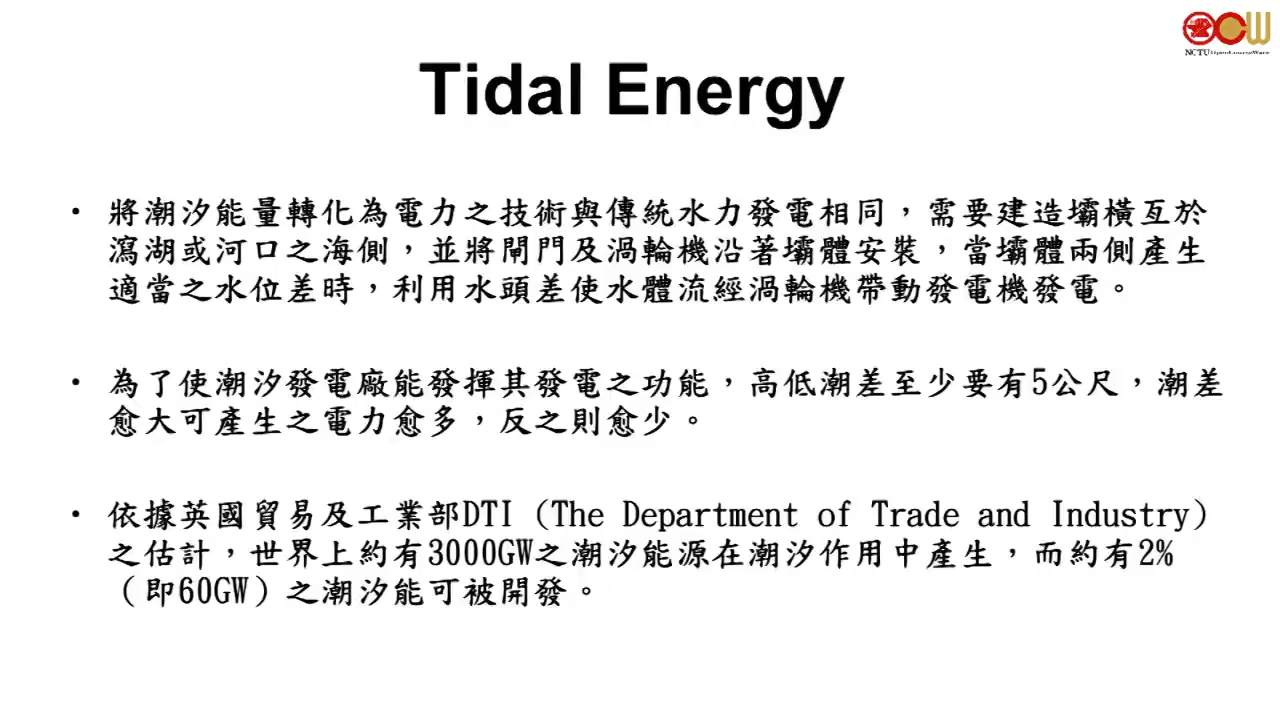 NCTU OpenCourseWare
Tidal Energy
• 將潮汐能量轉化為電力之技術與傳統水力發電相同，需要建造壩橫亙於
瀉湖或河口之海側，並將閘門及渦輪機沿著壩體安裝，當壩體兩側產生
適當之水位差時，利用水頭差使水體流經渦輪機帶動發電機發電。
• 為了使潮汐發電廠能發揮其發電之功能，高低潮差至少要有5公尺，潮差
愈大可產生之電力愈多，反之則愈少。
• 依據英國貿易及工業部DTI (The Department of Trade and Industry)
之估計，世界上約有3000GW之潮汐能源在潮汐作用中產生，而約有2%
（即60GW）之潮汐能可被開發。